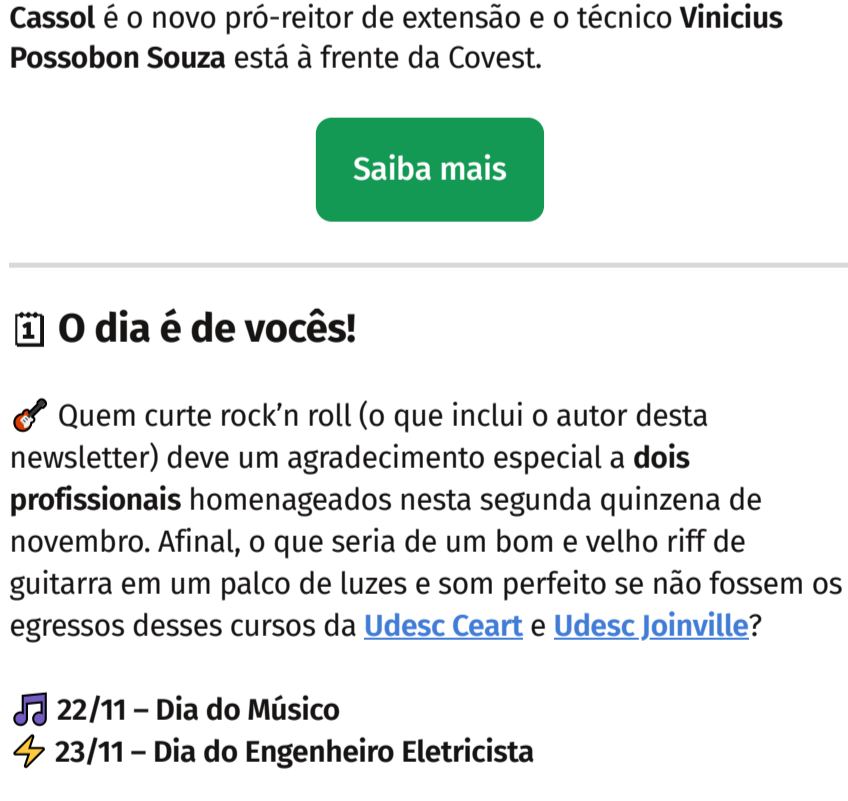 Cassol é o novo pró-reitor de extensão e o técnico Vinicius
Possobon Souza está à frente da Covest.
Saiba mais
🗓 O dia é de vocês!
🎸 Quem curte rock’n roll (o que inclui o autor desta
newsletter) deve um agradecimento especial a dois
profissionais homenageados nesta segunda quinzena de
novembro. Afinal, o que seria de um bom e velho riff de
guitarra em um palco de luzes e som perfeito se não fossem os
egressos desses cursos da Udesc Ceart e Udesc Joinville?
🎵 22/11 – Dia do Músico
⚡ 23/11 – Dia do Engenheiro Eletricista